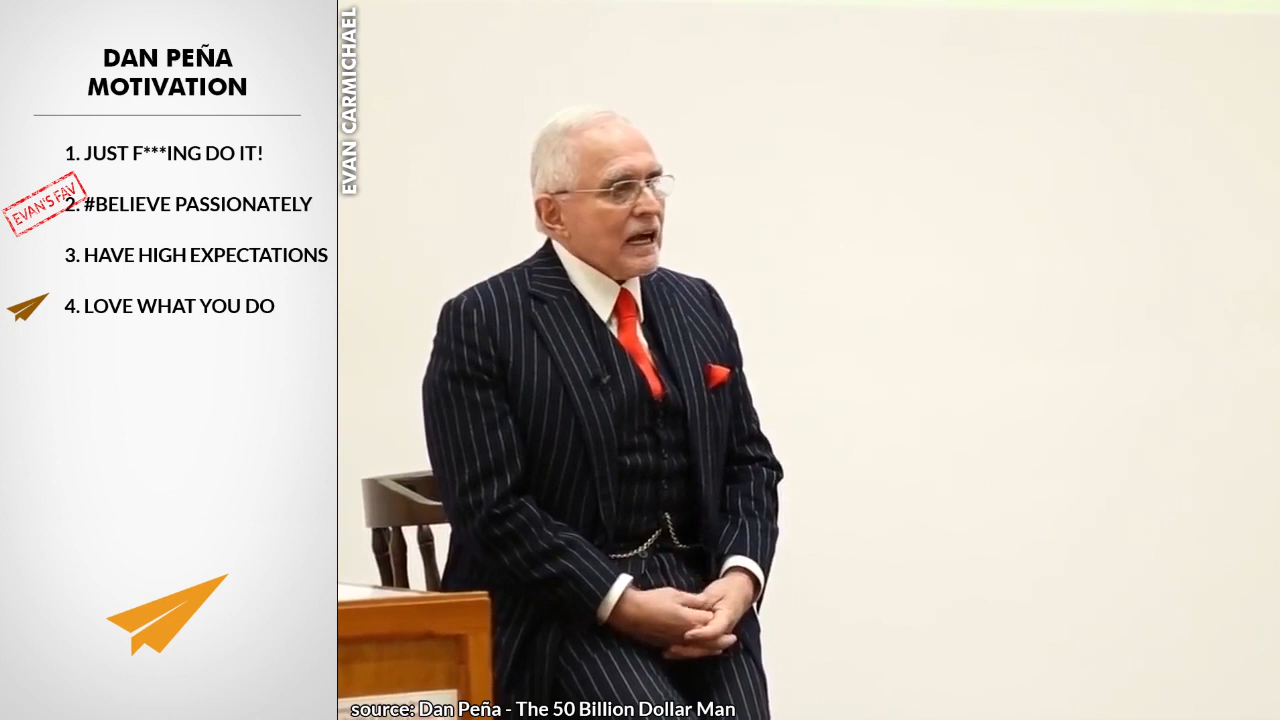 DAN PEÑA
MOTIVATION
1. JUST F***ING DO IT!
EVAN'S FAV
2. #BELIEVE PASSIONATELY
3. HAVE HIGH EXPECTATIONS
4. LOVE WHAT YOU DO
EVAN CARMICHAEL
source: Dan Peña - The 50 Billion Dollar Man